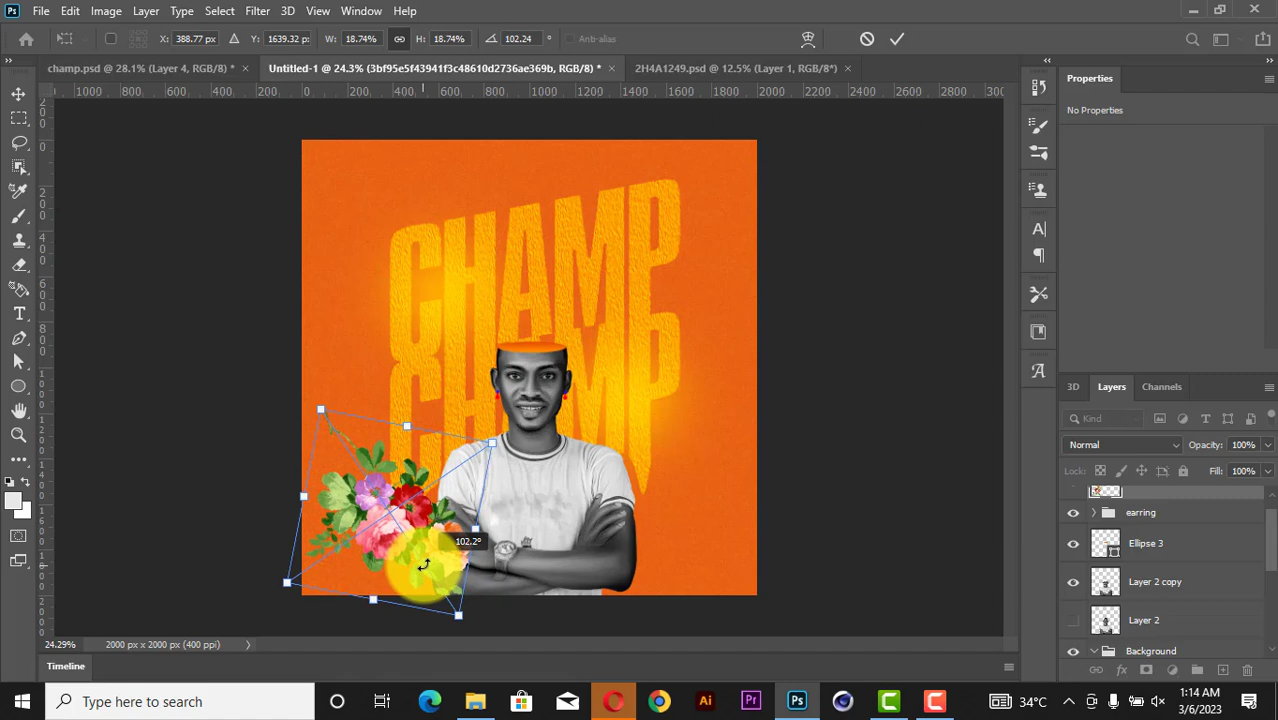 Ps File Edit Image Layer Type Select Filter 3D View Window Help
X: 388.77 px Y: 1639.32 px W: 18.74% H: 18.74% 102.24 ° Anti-alias
champ.psd @ 28.1% (Layer 4, RGB/8) * × Untitled-1 @ 24.3% (3bf95e5f43941f3c48610d2736ae369b, RGB/8) * × 2H4A1249.psd @ 12.5% (Layer 1, RGB/8*) ×
1000 800 600 400 200 0 200 400 600 800 1000 1200 1400 1600 1800 2000 2200 2400 2600 2800
Properties
No Properties
CHAMP
CHAMP
102.2°
3D Layers Channels
Kind
Normal Opacity: 100%
Lock: Fill: 100%
earring
Ellipse 3
Layer 2 copy
Layer 2
Background
24.29% 2000 px x 2000 px (400 ppi)
Timeline
Type here to search
Ai Pr Ps
34°C
1:14 AM
3/6/2023